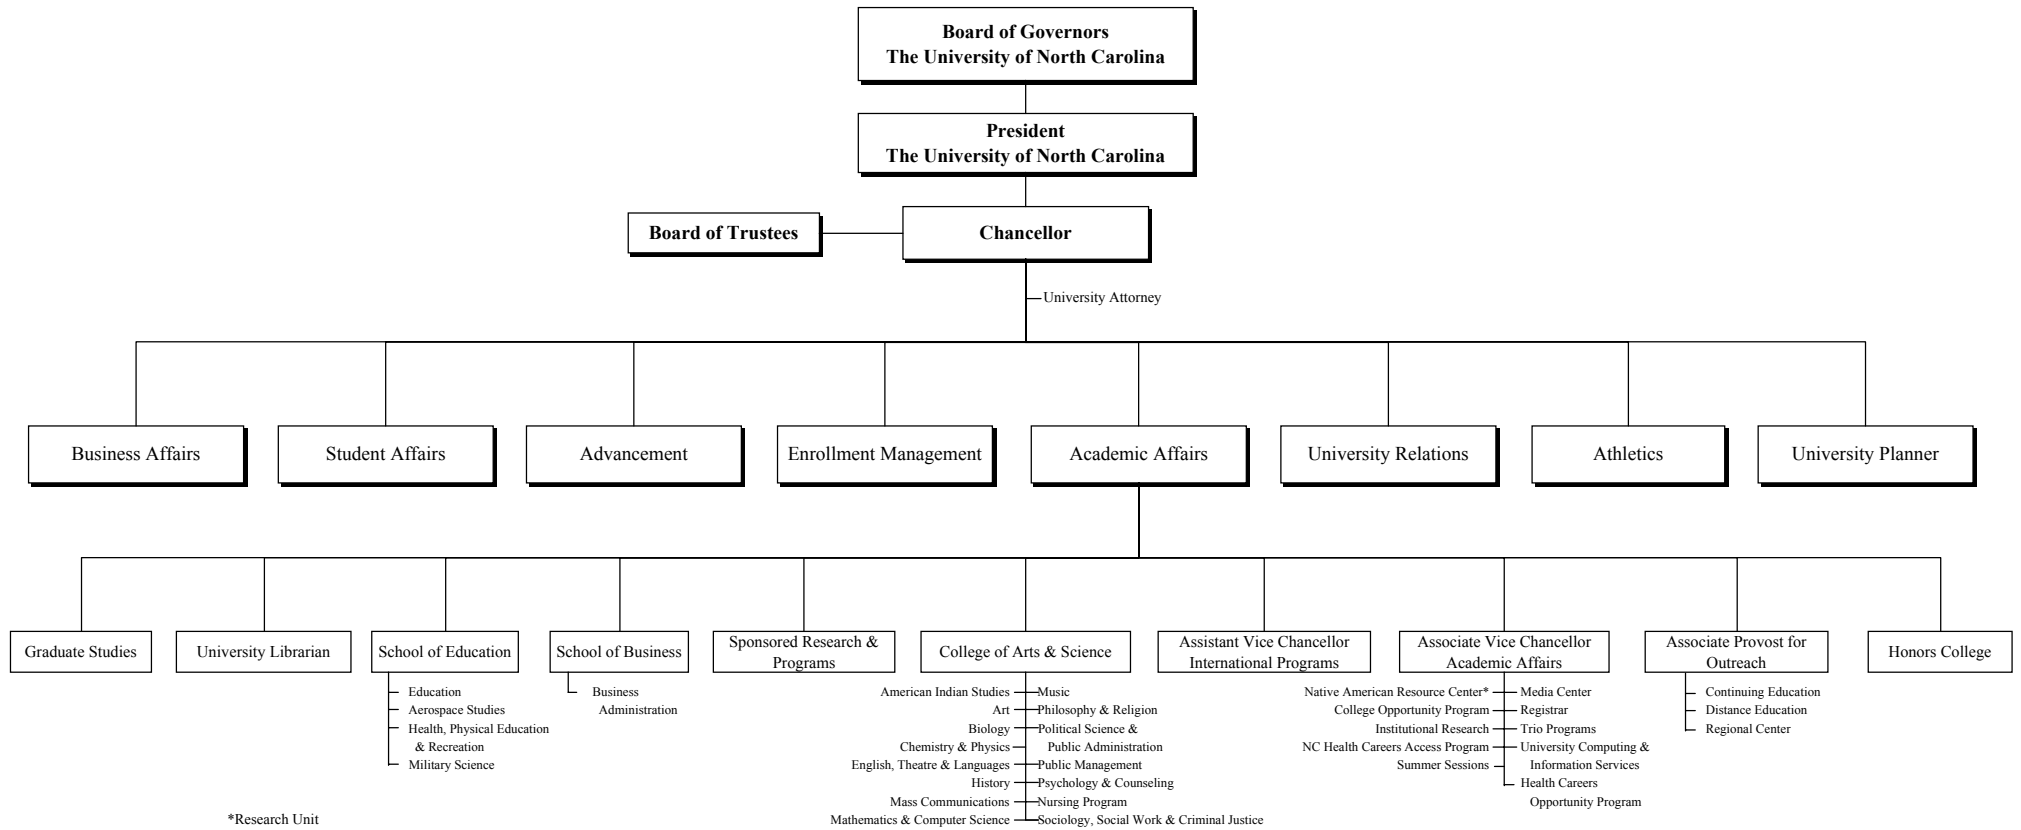 Board of Governors
The University of North Carolina
President
The University of North Carolina
Board of Trustees
Chancellor
University Attorney
Business Affairs
Student Affairs
Advancement
Enrollment Management
Academic Affairs
University Relations
Athletics
University Planner
Graduate Studies
University Librarian
School of Education
Education
Aerospace Studies
Health, Physical Education
& Recreation
Military Science
School of Business
Business
Administration
Sponsored Research &
Programs
College of Arts & Science
American Indian Studies
Art
Biology
Chemistry & Physics
English, Theatre & Languages
History
Mass Communications
Mathematics & Computer Science
Music
Philosophy & Religion
Political Science &
Public Administration
Public Management
Psychology & Counseling
Nursing Program
Sociology, Social Work & Criminal Justice
Assistant Vice Chancellor
International Programs
Associate Vice Chancellor
Academic Affairs
Native American Resource Center*
College Opportunity Program
Institutional Research
NC Health Careers Access Program
Summer Sessions
Media Center
Registrar
Trio Programs
University Computing &
Information Services
Health Careers
Opportunity Program
Associate Provost for
Outreach
Continuing Education
Distance Education
Regional Center
Honors College
*Research Unit